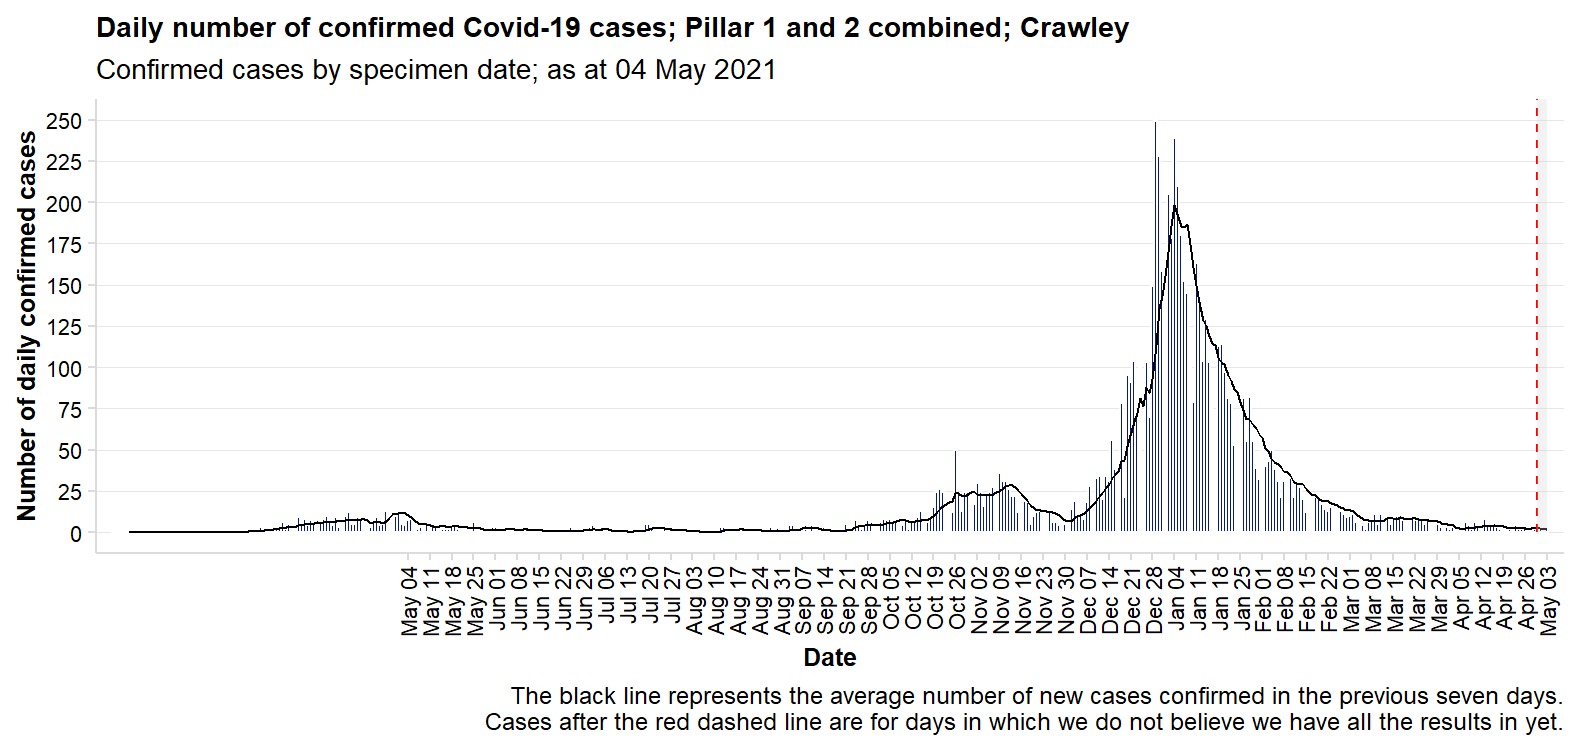 Daily number of confirmed Covid-19 cases; Pillar 1 and 2 combined; Crawley
Confirmed cases by specimen date; as at 04 May 2021
Number of daily confirmed cases
250
225
200
175
150
125
100
75
50
25
0
May 04
May 11
May 18
May 25
Jun 01
Jun 08
Jun 15
Jun 22
Jun 29
Jul 06
Jul 13
Jul 20
Jul 27
Aug 03
Aug 10
Aug 17
Aug 24
Aug 31
Sep 07
Sep 14
Sep 21
Sep 28
Oct 05
Oct 12
Oct 19
Oct 26
Nov 02
Nov 09
Nov 16
Nov 23
Nov 30
Dec 07
Dec 14
Dec 21
Dec 28
Jan 04
Jan 11
Jan 18
Jan 25
Feb 01
Feb 08
Feb 15
Feb 22
Mar 01
Mar 08
Mar 15
Mar 22
Mar 29
Apr 05
Apr 12
Apr 19
Apr 26
May 03
Date
The black line represents the average number of new cases confirmed in the previous seven days.
Cases after the red dashed line are for days in which we do not believe we have all the results in yet.